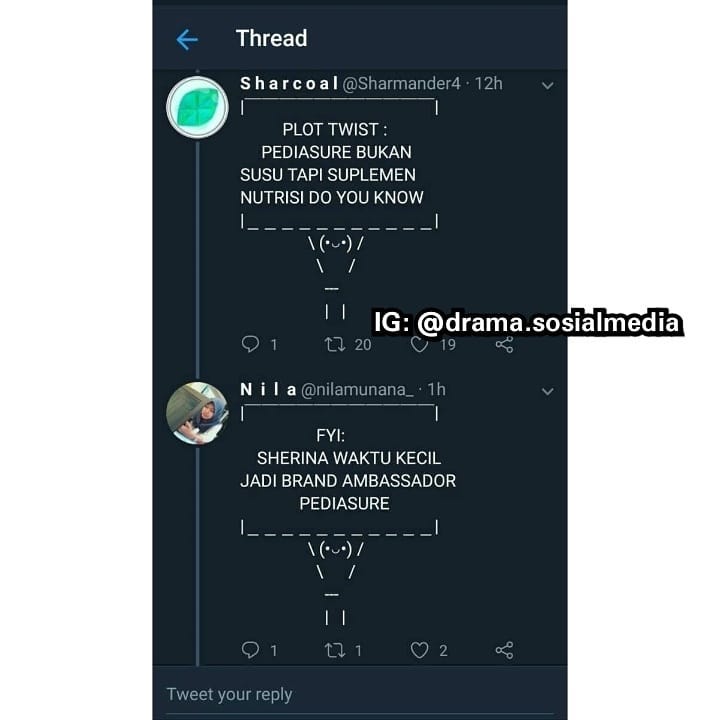 Thread
Sharcoal @Sharmander4 · 12h
|￣￣￣￣￣￣￣￣￣￣￣|
PLOT TWIST :
PEDIASURE BUKAN
SUSU TAPI SUPLEMEN
NUTRISI DO YOU KNOW
|_ _ _ _ _ _ _ _ _ _ _|
\ (•◡•) /
\ /
---
| |
IG: @drama.sosialmedia
1 20 19
Nila @nilamunana_ · 1h
|￣￣￣￣￣￣￣￣￣￣￣|
FYI:
SHERINA WAKTU KECIL
JADI BRAND AMBASSADOR
PEDIASURE
|_ _ _ _ _ _ _ _ _ _ _|
\ (•◡•) /
\ /
---
| |
1 1 2
Tweet your reply